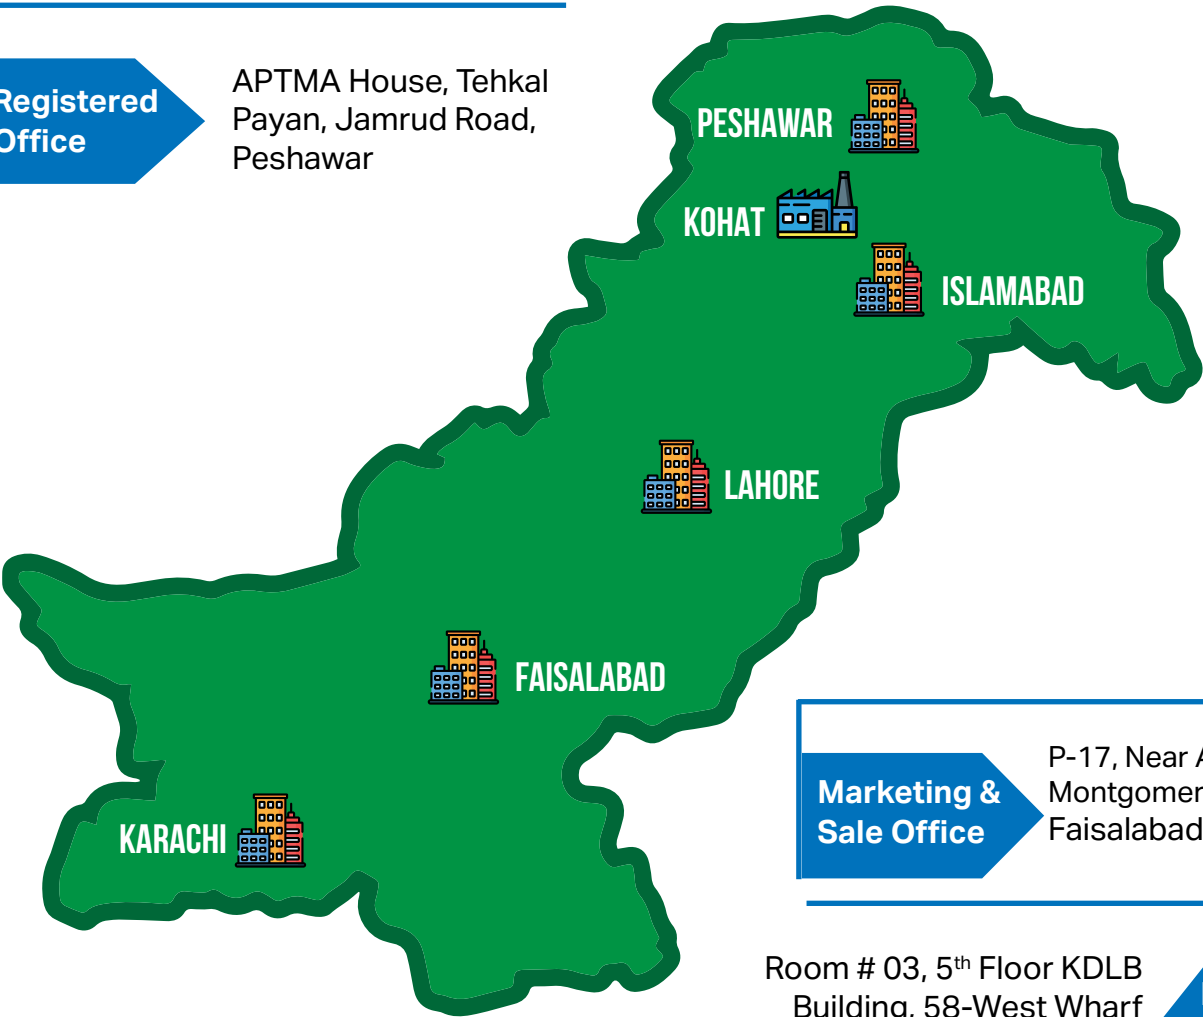 Registered
Office
APTMA House, Tehkal
Payan, Jamrud Road,
Peshawar
PESHAWAR
KOHAT
ISLAMABAD
LAHORE
FAISALABAD
KARACHI
Marketing &
Sale Office
P-17, Near
Faisalabad
Room # 03, 5th Floor KDLB
Building, 58-West Wharf